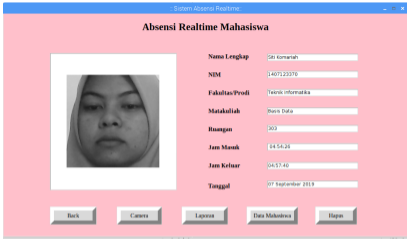 ::Sistem Absensi Realtime::
Absensi Realtime Mahasiswa
Nama Lengkap Siti Komariah
NIM 1407123370
Fakultas/Prodi Teknik Informatika
Matakuliah Basis Data
Ruangan 303
Jam Masuk 04:54:26
Jam Keluar 04:57:40
Tanggal 07 September 2018
Back Camera Laporan Data Mahasiswa Hapus